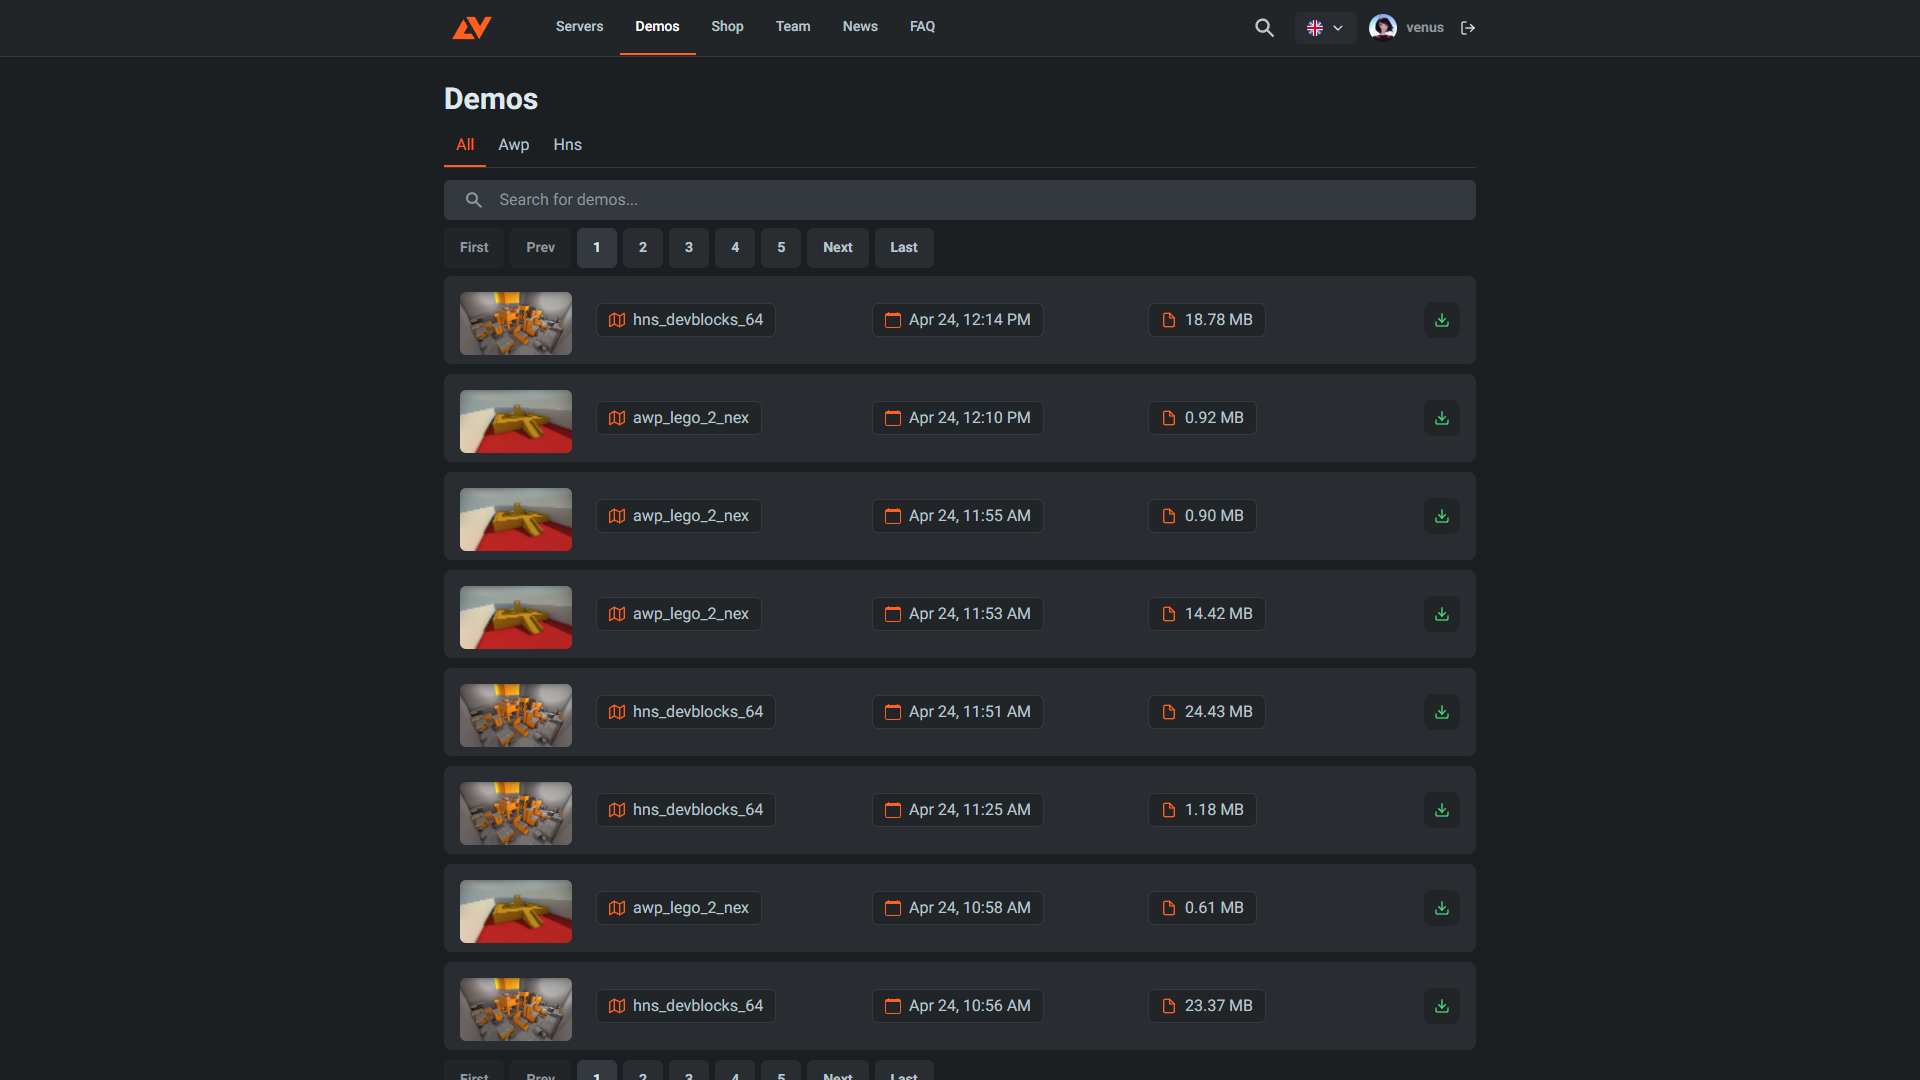 Servers Demos Shop Team News FAQ venus
Demos
All Awp Hns
Search for demos...
First Prev 1 2 3 4 5 Next Last
hns_devblocks_64 Apr 24, 12:14 PM 18.78 MB
awp_lego_2_nex Apr 24, 12:10 PM 0.92 MB
awp_lego_2_nex Apr 24, 11:55 AM 0.90 MB
awp_lego_2_nex Apr 24, 11:53 AM 14.42 MB
hns_devblocks_64 Apr 24, 11:51 AM 24.43 MB
hns_devblocks_64 Apr 24, 11:25 AM 1.18 MB
awp_lego_2_nex Apr 24, 10:58 AM 0.61 MB
hns_devblocks_64 Apr 24, 10:56 AM 23.37 MB
First Prev 1 2 3 4 5 Next Last